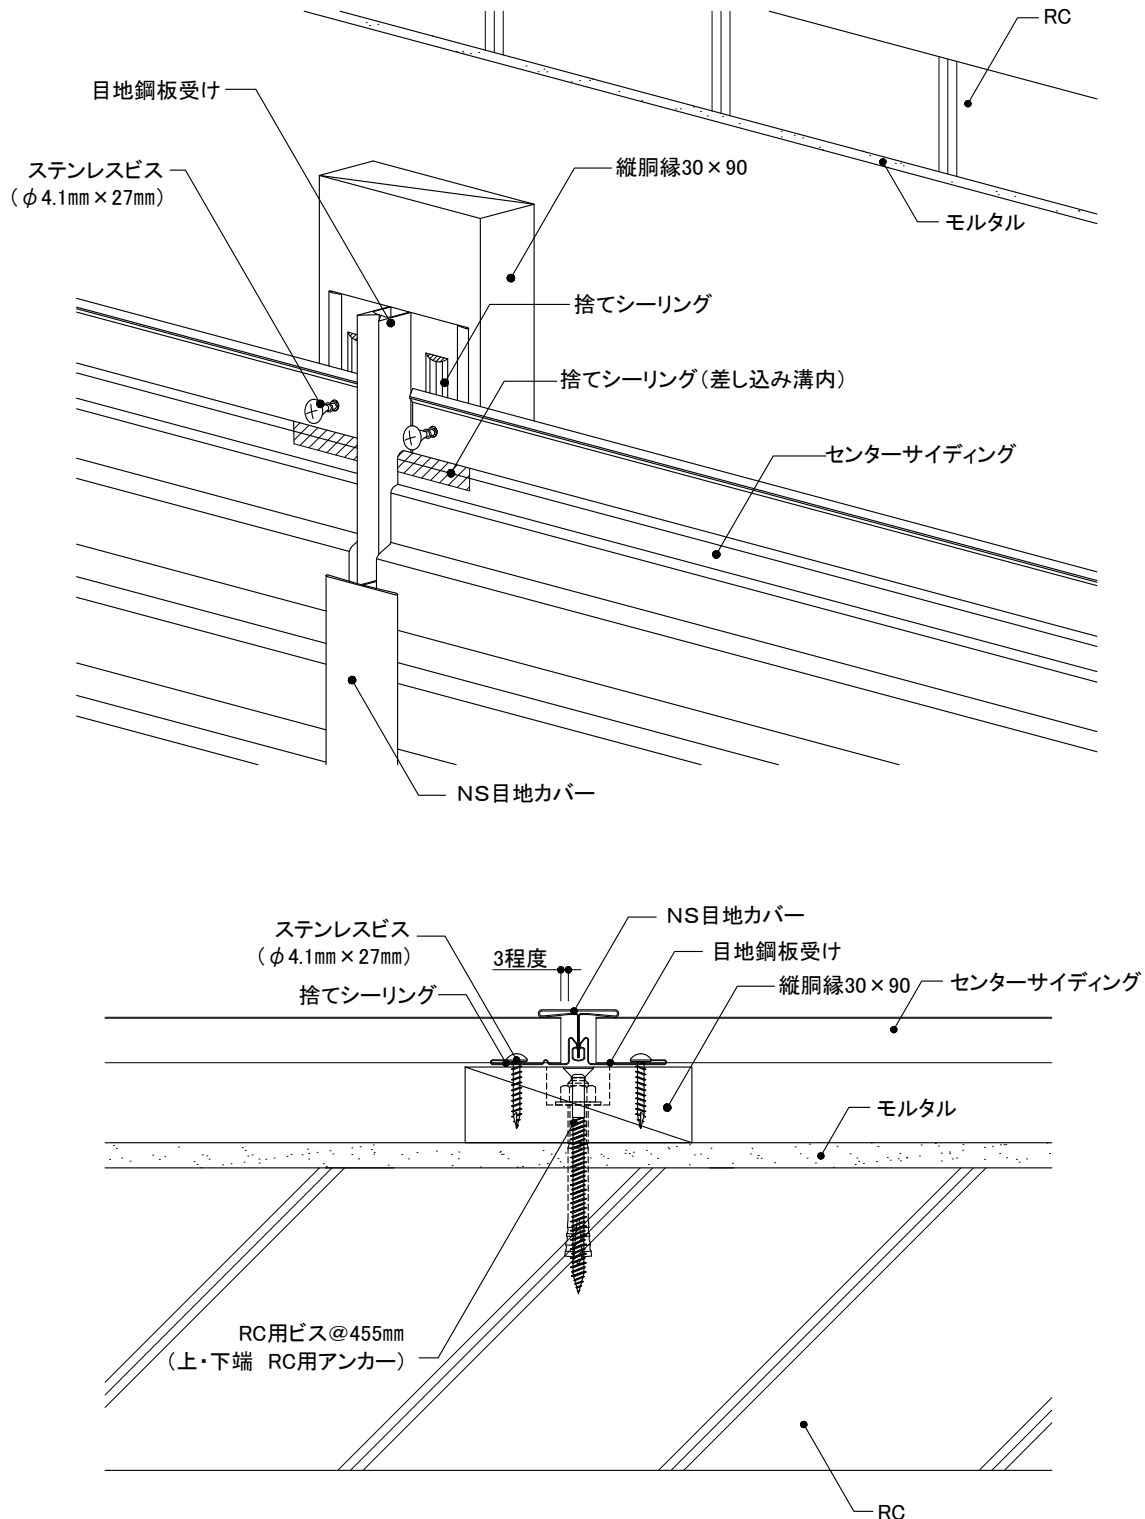 RC
目地鋼板受け
ステンレスビス
（φ4.1mm×27mm）
縦胴縁30×90
モルタル
捨てシーリング
捨てシーリング（差し込み溝内）
センターサイディング
NS目地カバー
NS目地カバー
ステンレスビス
（φ4.1mm×27mm）
3程度
目地鋼板受け
縦胴縁30×90
センターサイディング
捨てシーリング
モルタル
RC用ビス@455mm
（上・下端　RC用アンカー）
RC